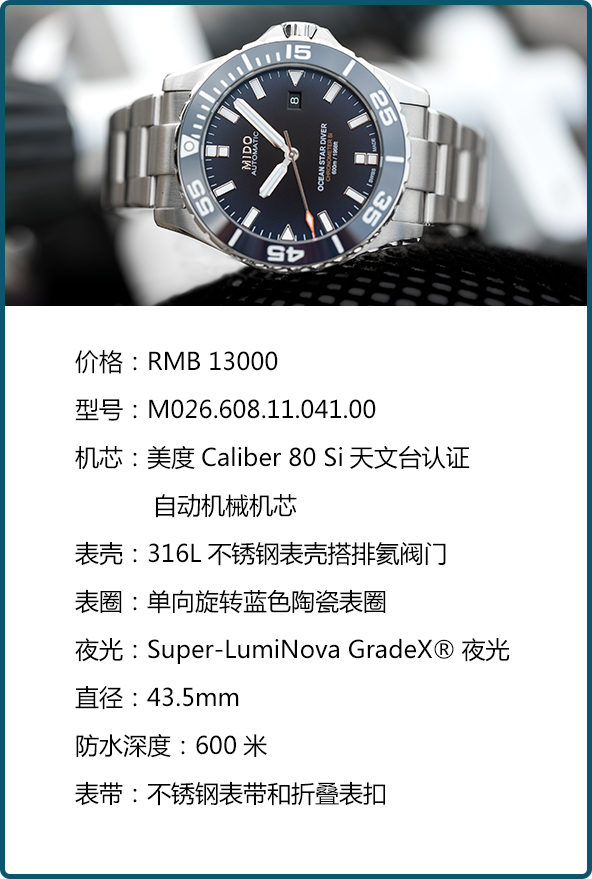 15
25
35
45
55
8
MIDO
AUTOMATIC
OCEAN STAR DIVER
CHRONOMETER SI
600m / 1968ft
SWISS MADE
价格：RMB 13000
型号：M026.608.11.041.00
机芯：美度 Caliber 80 Si 天文台认证
自动机械机芯
表壳：316L 不锈钢表壳搭排氦阀门
表圈：单向旋转蓝色陶瓷表圈
夜光：Super-LumiNova GradeX® 夜光
直径：43.5mm
防水深度：600 米
表带：不锈钢表带和折叠表扣